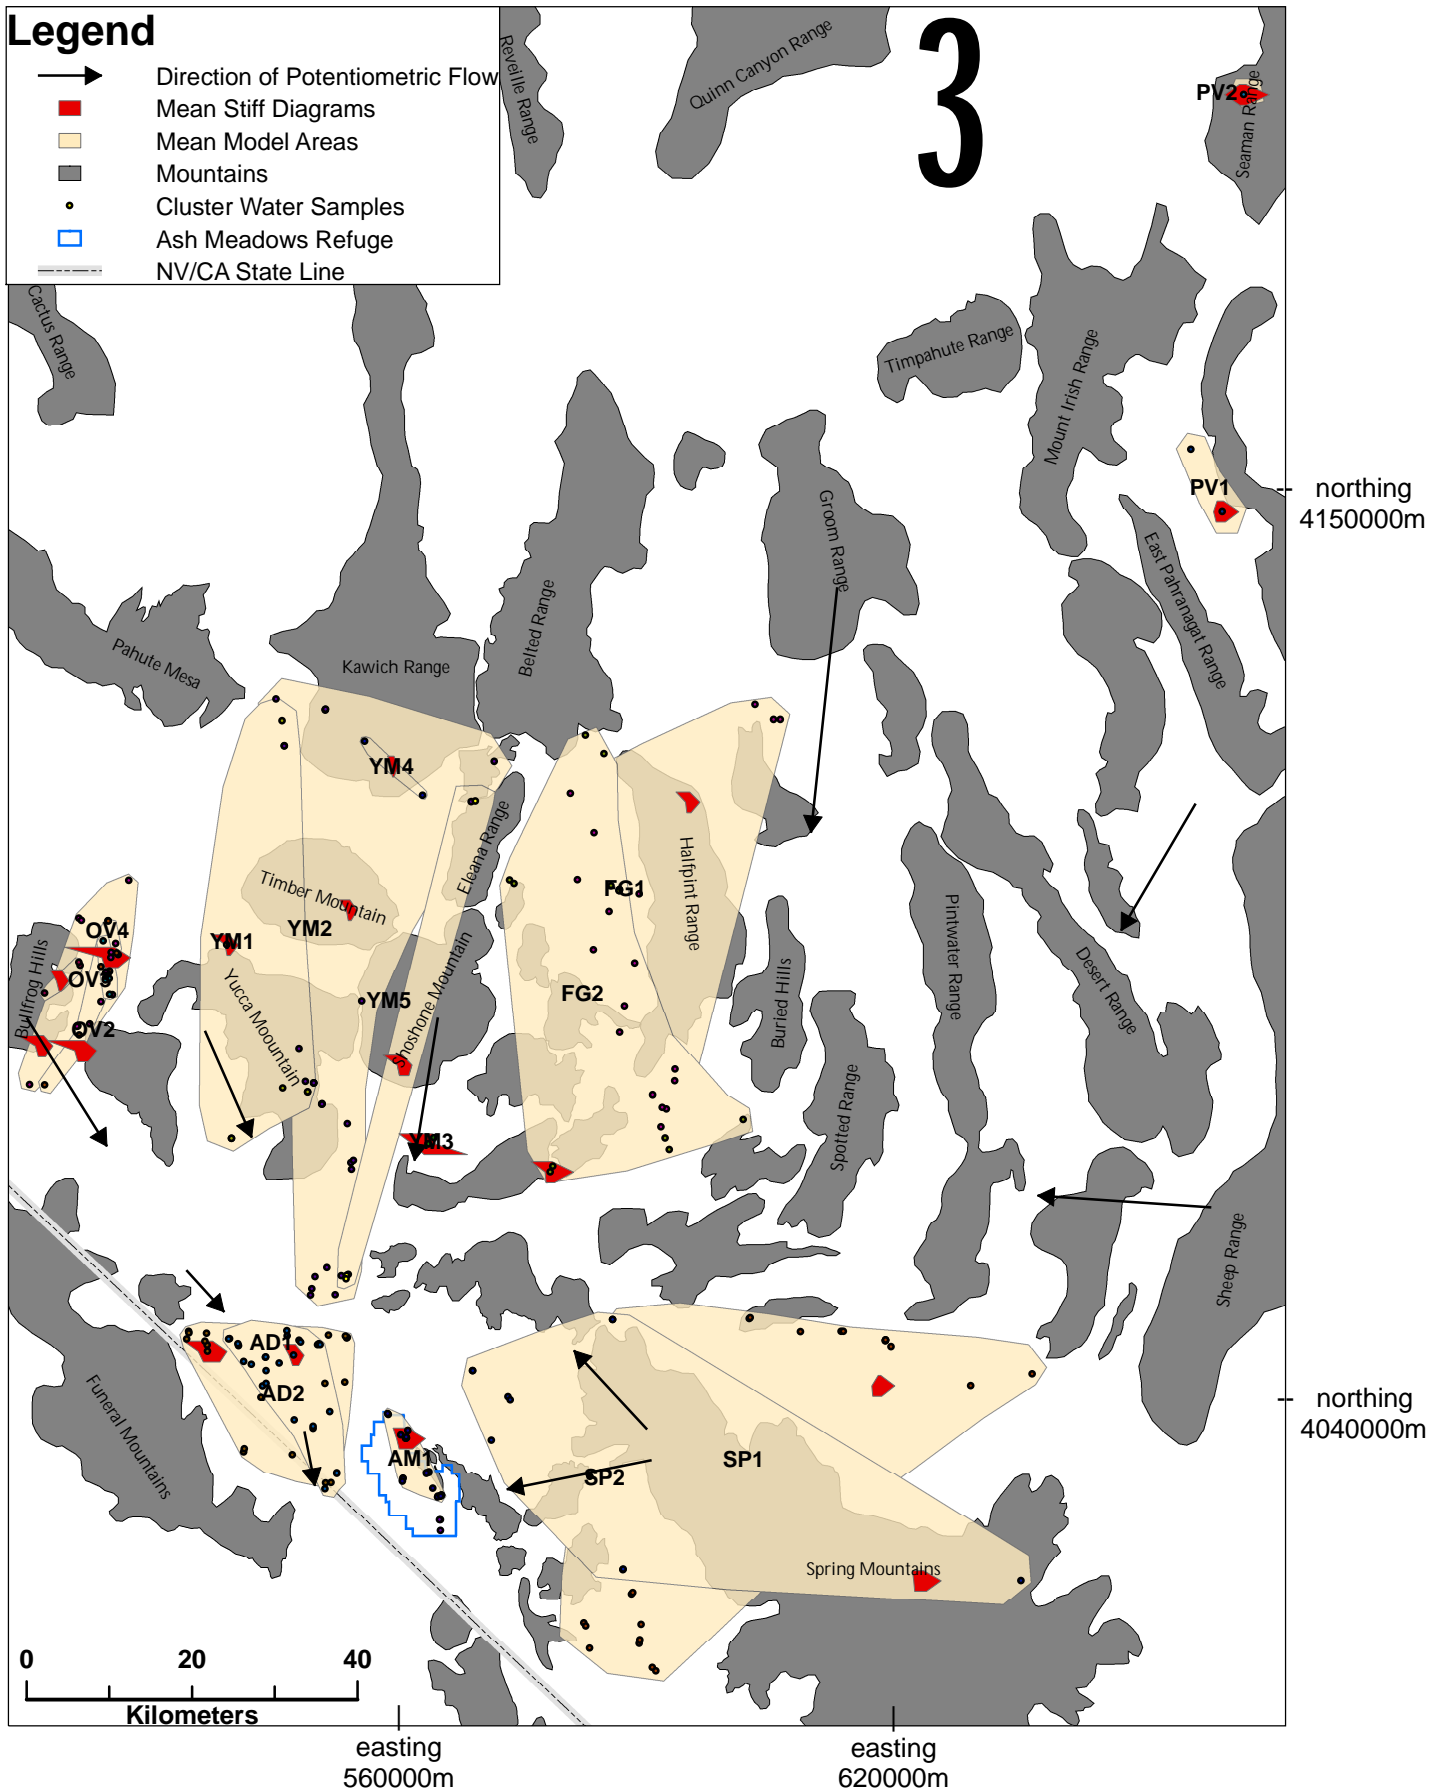 Legend
Direction of Potentiometric Flow
Mean Stiff Diagrams
Mean Model Areas
Mountains
Cluster Water Samples
Ash Meadows Refuge
NV/CA State Line
3
Reveille Range
Quinn Canyon Range
PV2
Seaman Range
Cactus Range
Timpahute Range
Mount Irish Range
PV1
northing
4150000m
Groom Range
East Pahranagat Range
Belted Range
Pahute Mesa
Kawich Range
YM4
Eleana Range
Halfpint Range
Timber Mountain
FG1
YM1
YM2
OV4
OV3
OV2
Bullfrog Hills
YM5
Yucca Mountain
Shoshone Mountain
FG2
Buried Hills
Pintwater Range
Desert Range
YM3
Spotted Range
Sheep Range
AD1
AD2
Funeral Mountains
AM1
SP2
SP1
northing
4040000m
Spring Mountains
0 20 40
Kilometers
easting
560000m
easting
620000m